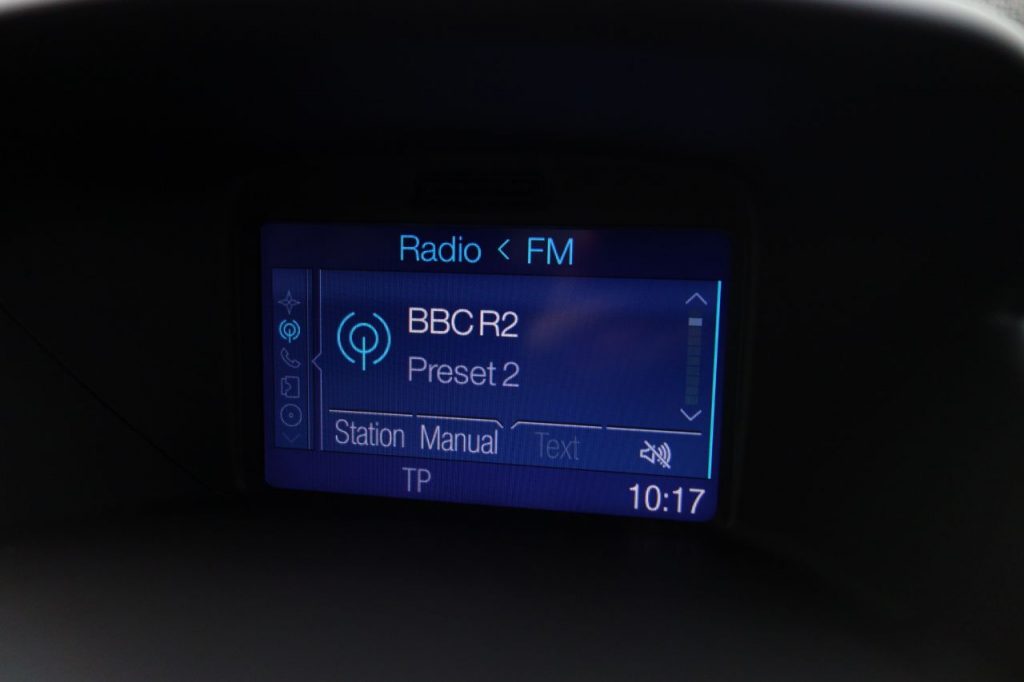 Radio < FM
BBC R2
Preset 2
Station Manual Text
TP
10:17